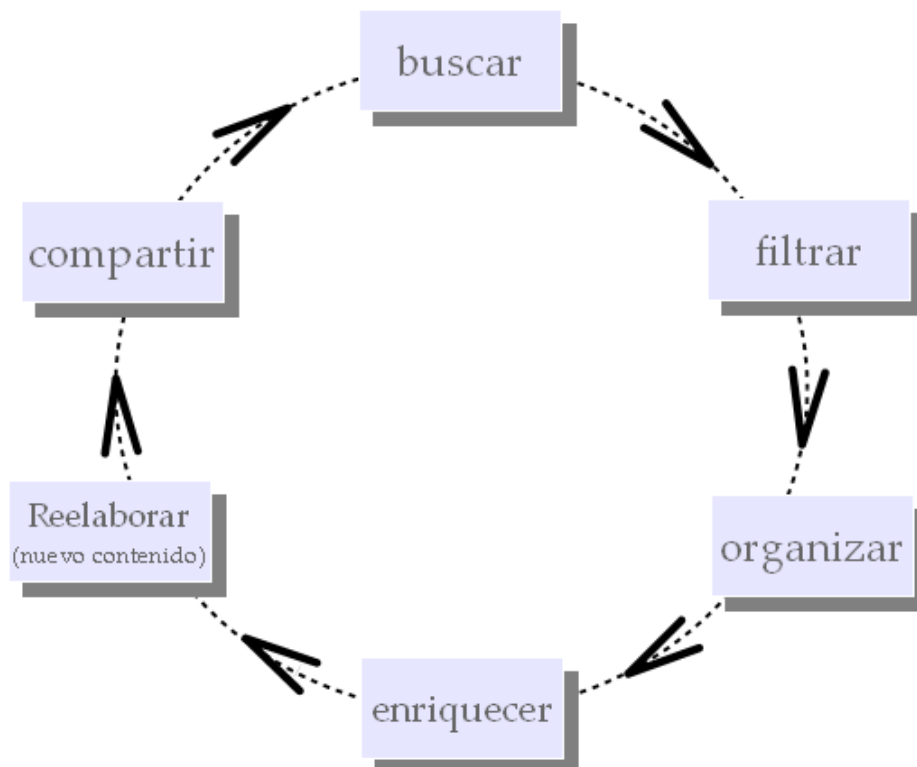 buscar
filtrar
organizar
enriquecer
Reelaborar
(nuevo contenido)
compartir